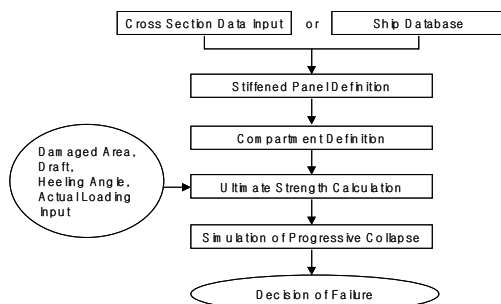 Cross Section Data Input
or
Ship Database
Stiffened Panel Definition
Compartment Definition
Damaged Area,
Draft,
Heeling Angle,
Actual Loading
Input
Ultimate Strength Calculation
Simulation of Progressive Collapse
Decision of Failure